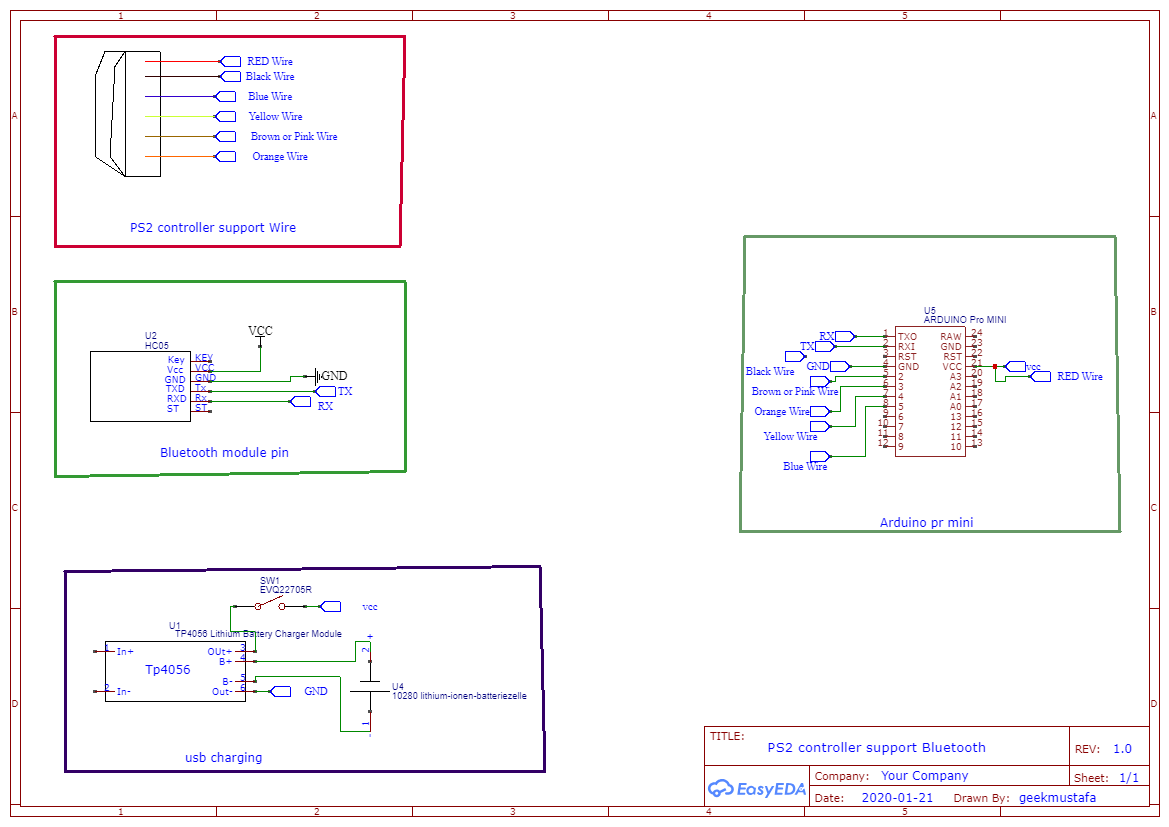 1 2 3 4 5
A A
B B
C C
D D
RED Wire
Black Wire
Blue Wire
Yellow Wire
Brown or Pink Wire
Orange Wire
PS2 controller support Wire
U2
HC05
VCC
Key KEY
Vcc VCC
GND GND
TXD Tx
RXD Rx
ST ST
GND
TX
RX
Bluetooth module pin
U5
ARDUINO Pro MINI
RX
TX
GND
Black Wire
Brown or Pink Wire
Orange Wire
Yellow Wire
Blue Wire
1 TXO RAW 24
2 RXI GND 23
3 RST RST 22
4 GND VCC 21
5 2 A3 20
6 3 A2 19
7 4 A1 18
8 5 A0 17
9 6 13 16
10 7 12 15
11 8 11 14
12 9 10 13
vcc
RED Wire
Arduino pr mini
SW1
EVQ22705R
vcc
U1
TP4056 Lithium Battery Charger Module
1 In+ OUt+ 3
B+ 4
Tp4056
B- 5
2 In- Out- 6
GND
+
2
U4
10280 lithium-ionen-batteriezelle
1
-
usb charging
TITLE:
PS2 controller support Bluetooth
REV: 1.0
EasyEDA
Company: Your Company
Sheet: 1/1
Date: 2020-01-21 Drawn By: geekmustafa
1 2 3 4 5